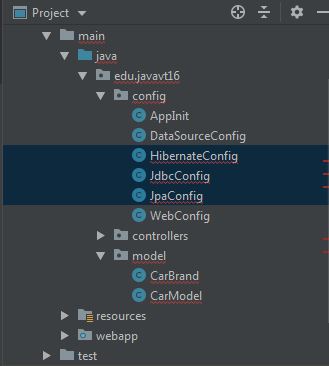 Project
main
java
edu.javavt16
config
AppInit
DataSourceConfig
HibernateConfig
JdbcConfig
JpaConfig
WebConfig
controllers
model
CarBrand
CarModel
resources
webapp
test